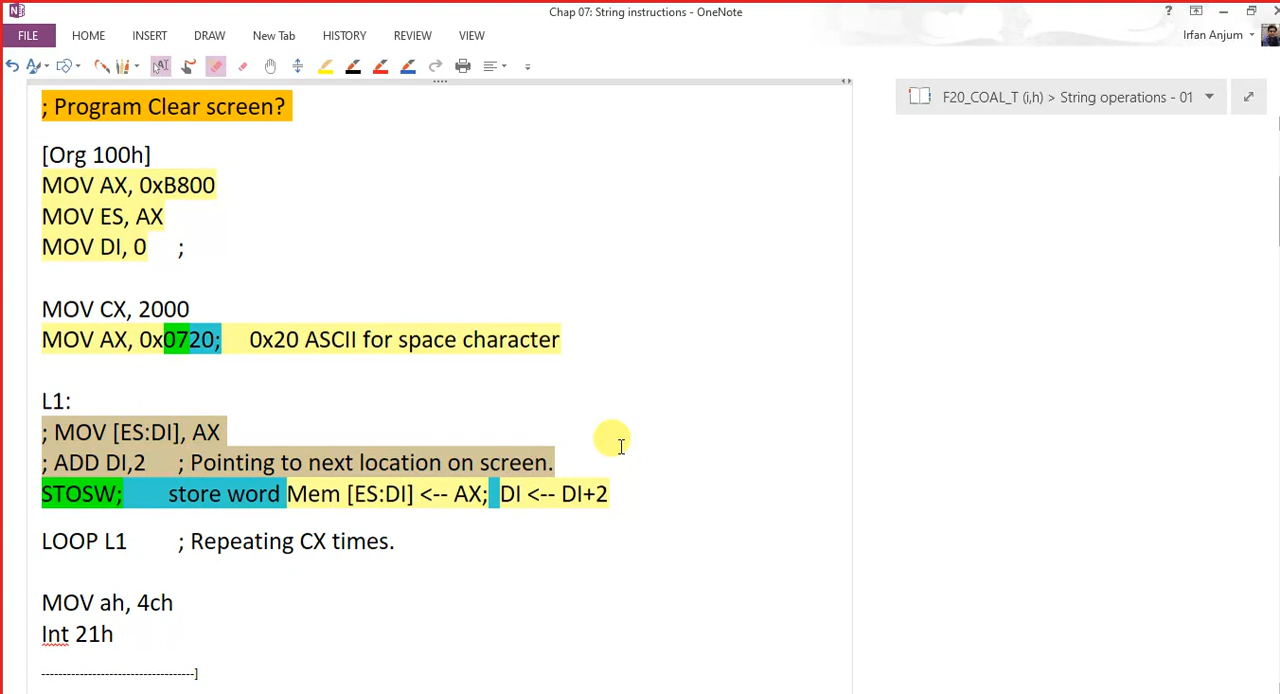 Chap 07: String instructions - OneNote
?
FILE HOME INSERT DRAW New Tab HISTORY REVIEW VIEW
Irfan Anjum
; Program Clear screen?
F20_COAL_T (i,h) > String operations - 01
[Org 100h]
MOV AX, 0xB800
MOV ES, AX
MOV DI, 0 ;
MOV CX, 2000
MOV AX, 0x0720; 0x20 ASCII for space character
L1:
; MOV [ES:DI], AX
; ADD DI,2 ; Pointing to next location on screen.
STOSW; store word Mem [ES:DI] <-- AX; DI <-- DI+2
LOOP L1 ; Repeating CX times.
MOV ah, 4ch
Int 21h
-----------------------------------]